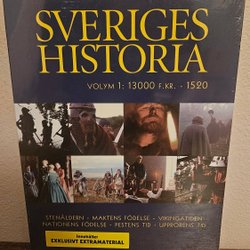 SVERIGES
HISTORIA
VOLYM 1: 13000 F.KR. - 1520
STENÅLDERN - MAKTENS FÖDELSE - VIKINGATIDEN
NATIONENS FÖDELSE - PESTENS TID - UPPRORENS TID
Innehåller
EXKLUSIVT EXTRAMATERIAL